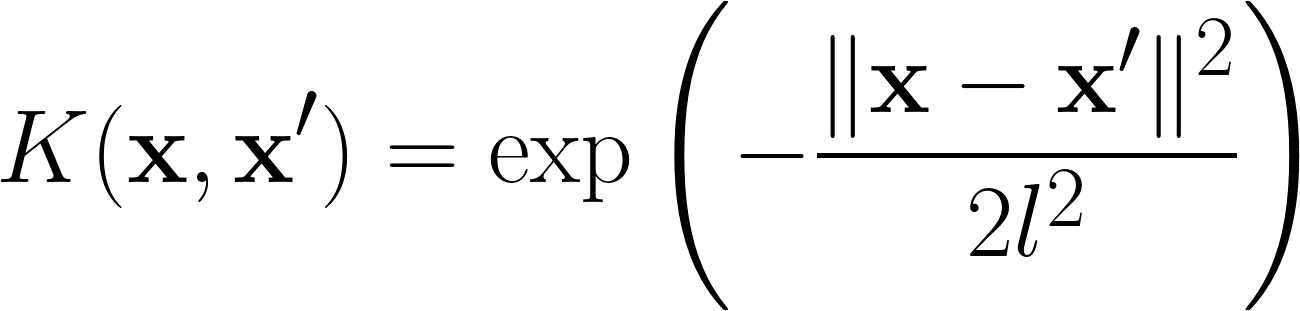 K(𝐱, 𝐱′) = exp(−‖𝐱 − 𝐱′‖² / 2l²)